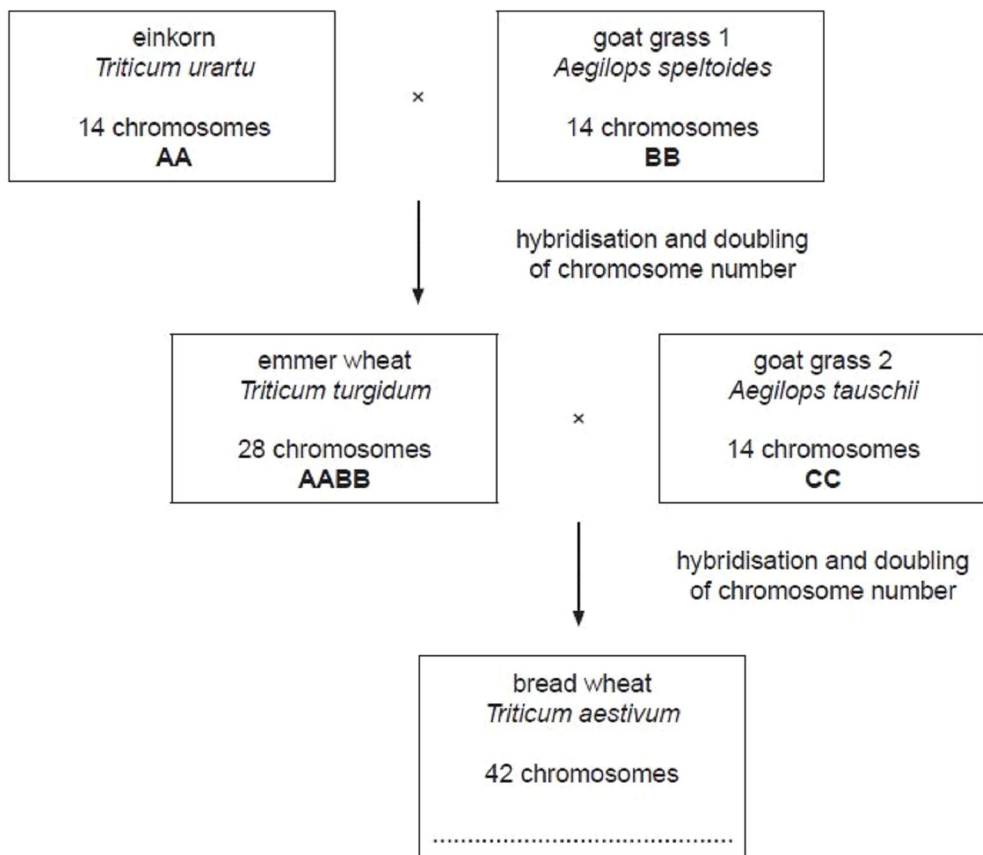 einkorn
Triticum urartu
14 chromosomes
AA
×
goat grass 1
Aegilops speltoides
14 chromosomes
BB
hybridisation and doubling
of chromosome number
emmer wheat
Triticum turgidum
28 chromosomes
AABB
×
goat grass 2
Aegilops tauschii
14 chromosomes
CC
hybridisation and doubling
of chromosome number
bread wheat
Triticum aestivum
42 chromosomes
..........................................